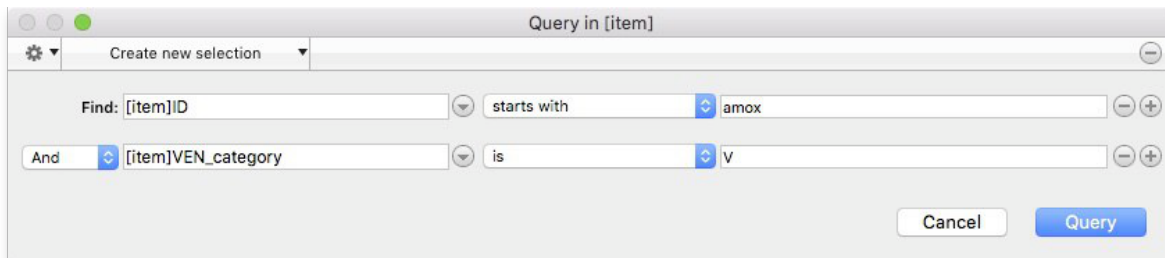 Query in [item]
Create new selection
Find: [item]ID starts with amox
And [item]VEN_category is V
Cancel Query